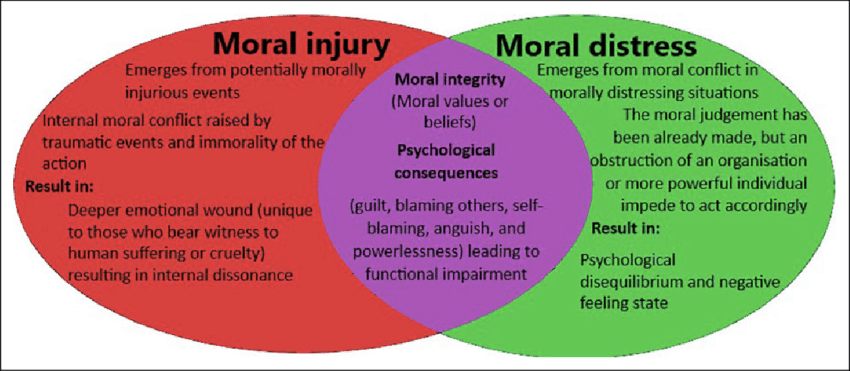 Moral injury
Emerges from potentially morally
injurious events
Internal moral conflict raised by
traumatic events and immorality of the
action
Result in:
Deeper emotional wound (unique
to those who bear witness to
human suffering or cruelty)
resulting in internal dissonance
Moral integrity
(Moral values or
beliefs)
Psychological
consequences
(guilt, blaming others, self-
blaming, anguish, and
powerlessness) leading to
functional impairment
Moral distress
Emerges from moral conflict in
morally distressing situations
The moral judgement has
been already made, but an
obstruction of an organisation
or more powerful individual
impede to act accordingly
Result in:
Psychological
disequilibrium and negative
feeling state